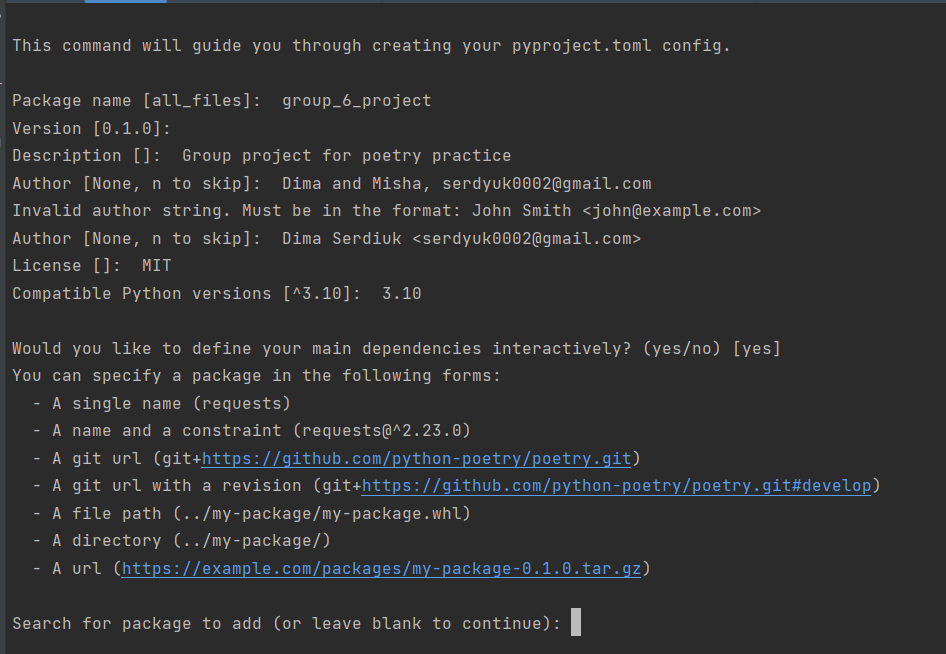 This command will guide you through creating your pyproject.toml config.
Package name [all_files]:  group_6_project
Version [0.1.0]:
Description []:  Group project for poetry practice
Author [None, n to skip]:  Dima and Misha, serdyuk0002@gmail.com
Invalid author string. Must be in the format: John Smith <john@example.com>
Author [None, n to skip]:  Dima Serdiuk <serdyuk0002@gmail.com>
License []:  MIT
Compatible Python versions [^3.10]:  3.10
Would you like to define your main dependencies interactively? (yes/no) [yes]
You can specify a package in the following forms:
  - A single name (requests)
  - A name and a constraint (requests@^2.23.0)
  - A git url (git+https://github.com/python-poetry/poetry.git)
  - A git url with a revision (git+https://github.com/python-poetry/poetry.git#develop)
  - A file path (../my-package/my-package.whl)
  - A directory (../my-package/)
  - A url (https://example.com/packages/my-package-0.1.0.tar.gz)
Search for package to add (or leave blank to continue):